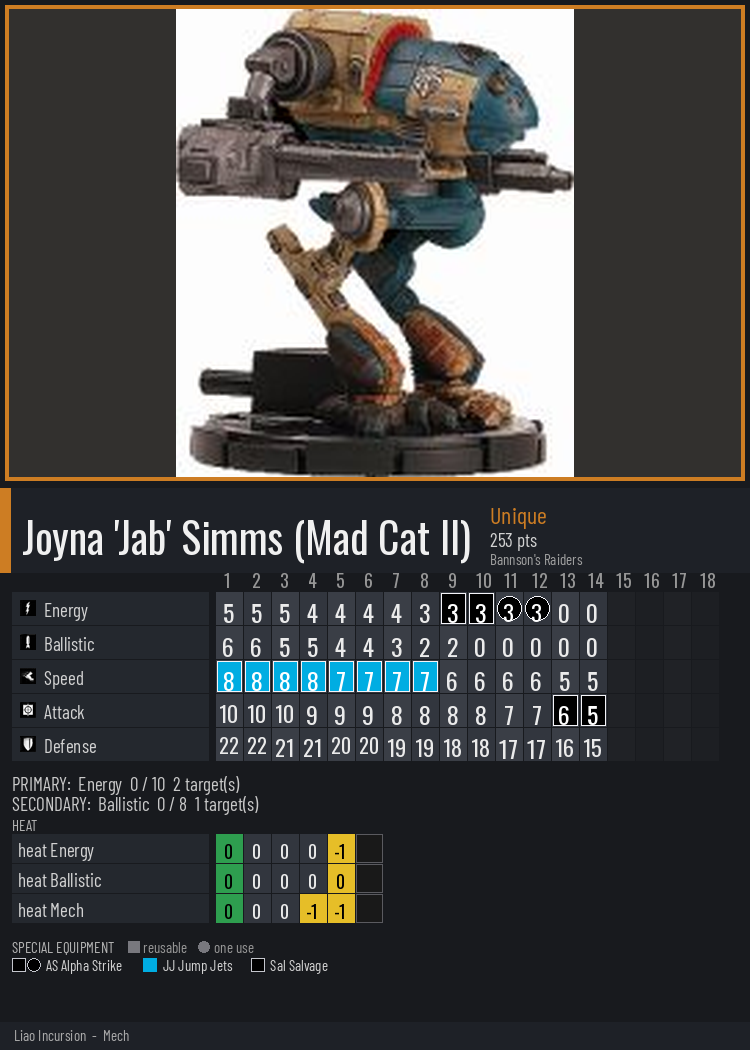 Joyna 'Jab' Simms (Mad Cat II)
Unique
253 pts
Bannson's Raiders
1 2 3 4 5 6 7 8 9 10 11 12 13 14 15 16 17 18
Energy 5 5 5 4 4 4 4 3 3 3 3 3 0 0
Ballistic 6 6 5 5 4 4 3 2 2 0 0 0 0 0
Speed 8 8 8 8 7 7 7 7 6 6 6 6 5 5
Attack 10 10 10 9 9 9 8 8 8 8 7 7 6 5
Defense 22 22 21 21 20 20 19 19 18 18 17 17 16 15
PRIMARY: Energy 0 / 10 2 target(s)
SECONDARY: Ballistic 0 / 8 1 target(s)
HEAT
heat Energy 0 0 0 0 -1
heat Ballistic 0 0 0 0 0
heat Mech 0 0 0 -1 -1
SPECIAL EQUIPMENT reusable one use
AS Alpha Strike JJ Jump Jets Sal Salvage
Liao Incursion - Mech